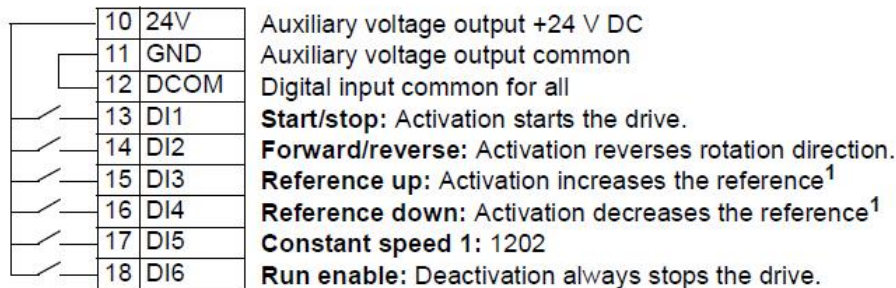 10 24V Auxiliary voltage output +24 V DC
11 GND Auxiliary voltage output common
12 DCOM Digital input common for all
13 DI1 Start/stop: Activation starts the drive.
14 DI2 Forward/reverse: Activation reverses rotation direction.
15 DI3 Reference up: Activation increases the reference¹
16 DI4 Reference down: Activation decreases the reference¹
17 DI5 Constant speed 1: 1202
18 DI6 Run enable: Deactivation always stops the drive.